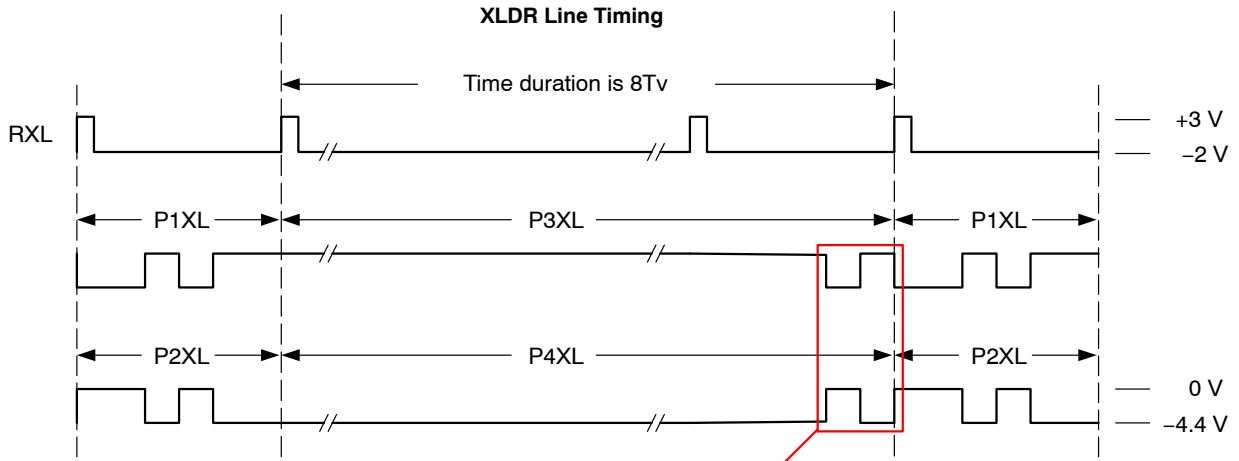 XLDR Line Timing
Time duration is 8Tv
RXL
+3 V
−2 V
P1XL
P3XL
P1XL
P2XL
P4XL
P2XL
0 V
−4.4 V